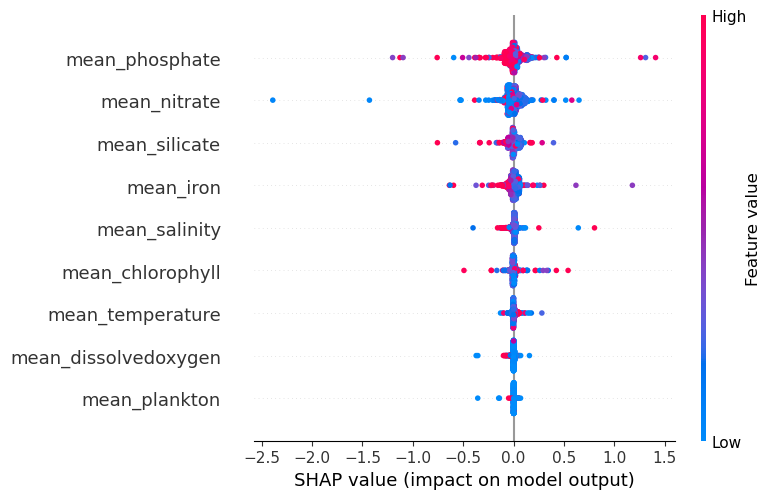 High
mean_phosphate
mean_nitrate
mean_silicate
mean_iron
mean_salinity
mean_chlorophyll
mean_temperature
mean_dissolvedoxygen
mean_plankton
Feature value
Low
−2.5 −2.0 −1.5 −1.0 −0.5 0.0 0.5 1.0 1.5
SHAP value (impact on model output)